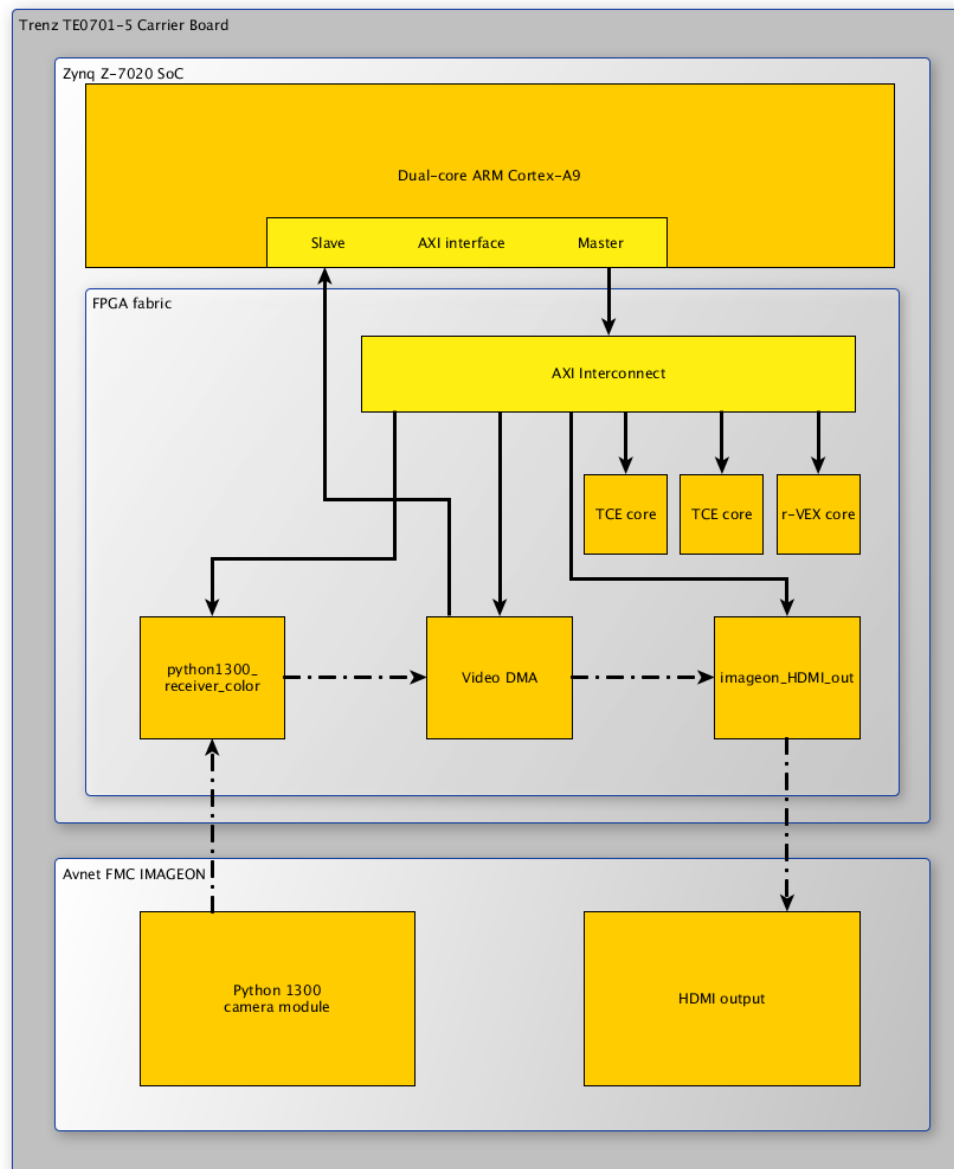 Trenz TE0701-5 Carrier Board
Zynq Z-7020 SoC
Dual-core ARM Cortex-A9
Slave AXI interface Master
FPGA fabric
AXI Interconnect
TCE core TCE core r-VEX core
python1300_
receiver_color
Video DMA
imageon_HDMI_out
Avnet FMC IMAGEON
Python 1300
camera module
HDMI output